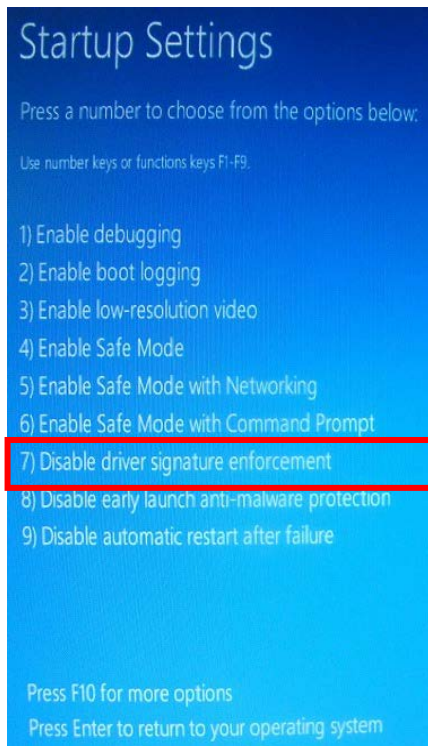 Startup Settings
Press a number to choose from the options below:
Use number keys or functions keys F1-F9.
1) Enable debugging
2) Enable boot logging
3) Enable low-resolution video
4) Enable Safe Mode
5) Enable Safe Mode with Networking
6) Enable Safe Mode with Command Prompt
7) Disable driver signature enforcement
8) Disable early launch anti-malware protection
9) Disable automatic restart after failure
Press F10 for more options
Press Enter to return to your operating system